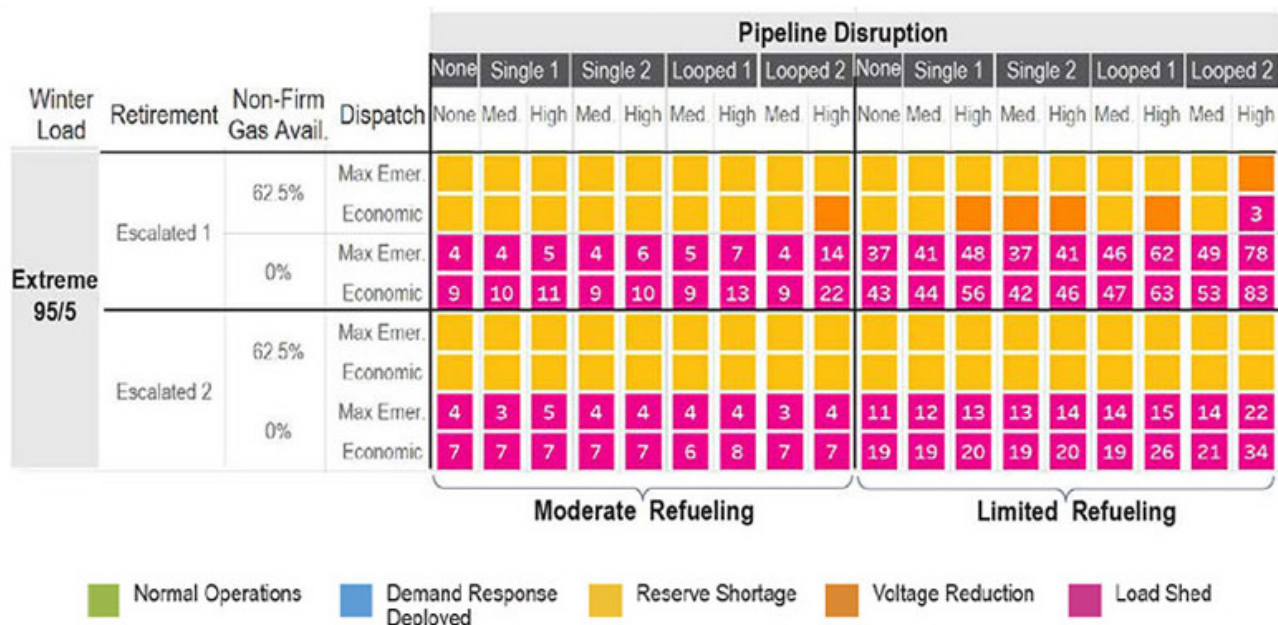 Pipeline Disruption
None Single 1 Single 2 Looped 1 Looped 2 None Single 1 Single 2 Looped 1 Looped 2
Winter Load Retirement Non-Firm Gas Avail. Dispatch None Med. High Med. High Med. High Med. High None Med. High Med. High Med. High Med. High
Extreme 95/5
Escalated 1
62.5%
Max Emer.
Economic 3
0%
Max Emer. 4 4 5 4 6 5 7 4 14 37 41 48 37 41 46 62 49 78
Economic 9 10 11 9 10 9 13 9 22 43 44 56 42 46 47 63 53 83
Escalated 2
62.5%
Max Emer.
Economic
0%
Max Emer. 4 3 5 4 4 4 4 3 4 11 12 13 13 14 14 15 14 22
Economic 7 7 7 7 7 6 8 7 7 19 19 20 19 20 19 26 21 34
Moderate Refueling Limited Refueling
Normal Operations Demand Response Deployed Reserve Shortage Voltage Reduction Load Shed